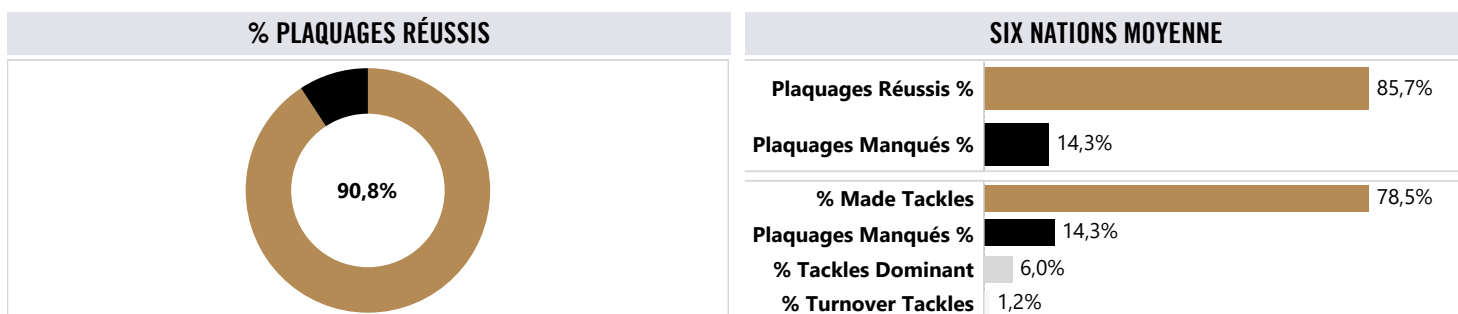 % PLAQUAGES RÉUSSIS
90,8%
SIX NATIONS MOYENNE
Plaquages Réussis % 85,7%
Plaquages Manqués % 14,3%
% Made Tackles 78,5%
Plaquages Manqués % 14,3%
% Tackles Dominant 6,0%
% Turnover Tackles 1,2%